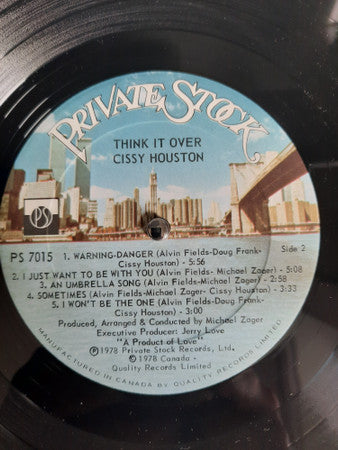 PRIVATE STOCK
THINK IT OVER
CISSY HOUSTON
PS
PS 7015
Side 2
1. WARNING-DANGER (Alvin Fields-Doug Frank-
Cissy Houston) - 5:56
2. I JUST WANT TO BE WITH YOU (Alvin Fields- Michael Zager) - 5:08
3. AN UMBRELLA SONG (Alvin Fields-Michael Zager) - 2:58
4. SOMETIMES (Alvin Fields-Michael Zager- Cissy Houston) - 3:33
5. I WON'T BE THE ONE (Alvin Fields-Doug Frank-
Cissy Houston) - 3:00
Produced, Arranged & Conducted by Michael Zager
Executive Producer: Jerry Love
"A Product of Love"
Ⓟ1978 Private Stock Records, Ltd.
©1978 Canada -
Quality Records Limited
MANUFACTURED IN CANADA BY QUALITY RECORDS LIMITED